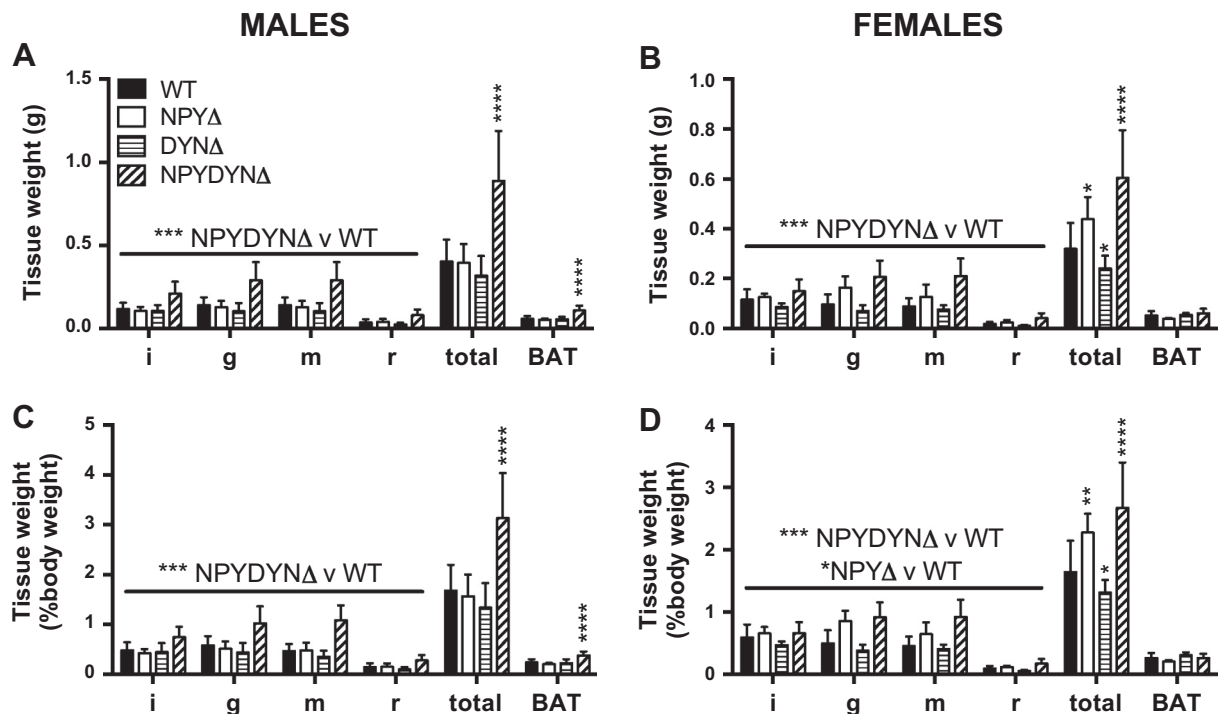 MALES
FEMALES
A
Tissue weight (g)
1.5
1.0
0.5
0.0
WT
NPYΔ
DYNΔ
NPYDYNΔ
*** NPYDYNΔ v WT
****
****
i g m r total BAT
B
Tissue weight (g)
1.0
0.8
0.6
0.4
0.2
0.0
*** NPYDYNΔ v WT
*
*
****
i g m r total BAT
C
Tissue weight
(%body weight)
5
4
3
2
1
0
*** NPYDYNΔ v WT
****
****
i g m r total BAT
D
Tissue weight
(%body weight)
4
3
2
1
0
*** NPYDYNΔ v WT
*NPYΔ v WT
**
*
****
i g m r total BAT